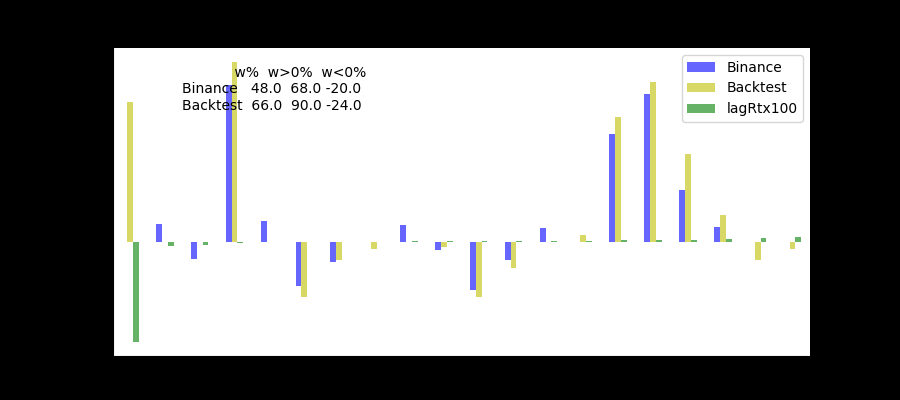 w% w>0% w<0%
Binance 48.0 68.0 -20.0
Backtest 66.0 90.0 -24.0
Binance
Backtest
lagRtx100